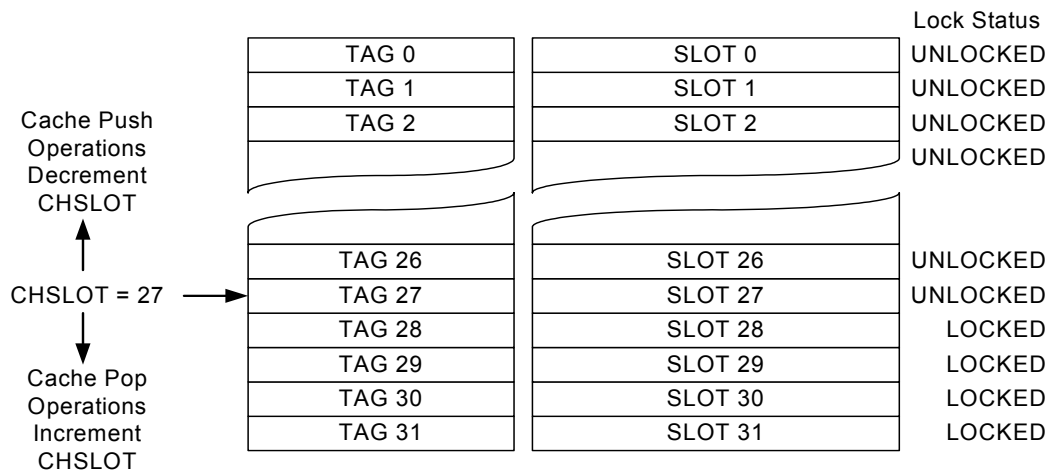 Lock Status
TAG 0 SLOT 0 UNLOCKED
TAG 1 SLOT 1 UNLOCKED
TAG 2 SLOT 2 UNLOCKED
UNLOCKED
Cache Push
Operations
Decrement
CHSLOT
TAG 26 SLOT 26 UNLOCKED
CHSLOT = 27 TAG 27 SLOT 27 UNLOCKED
TAG 28 SLOT 28 LOCKED
TAG 29 SLOT 29 LOCKED
TAG 30 SLOT 30 LOCKED
TAG 31 SLOT 31 LOCKED
Cache Pop
Operations
Increment
CHSLOT